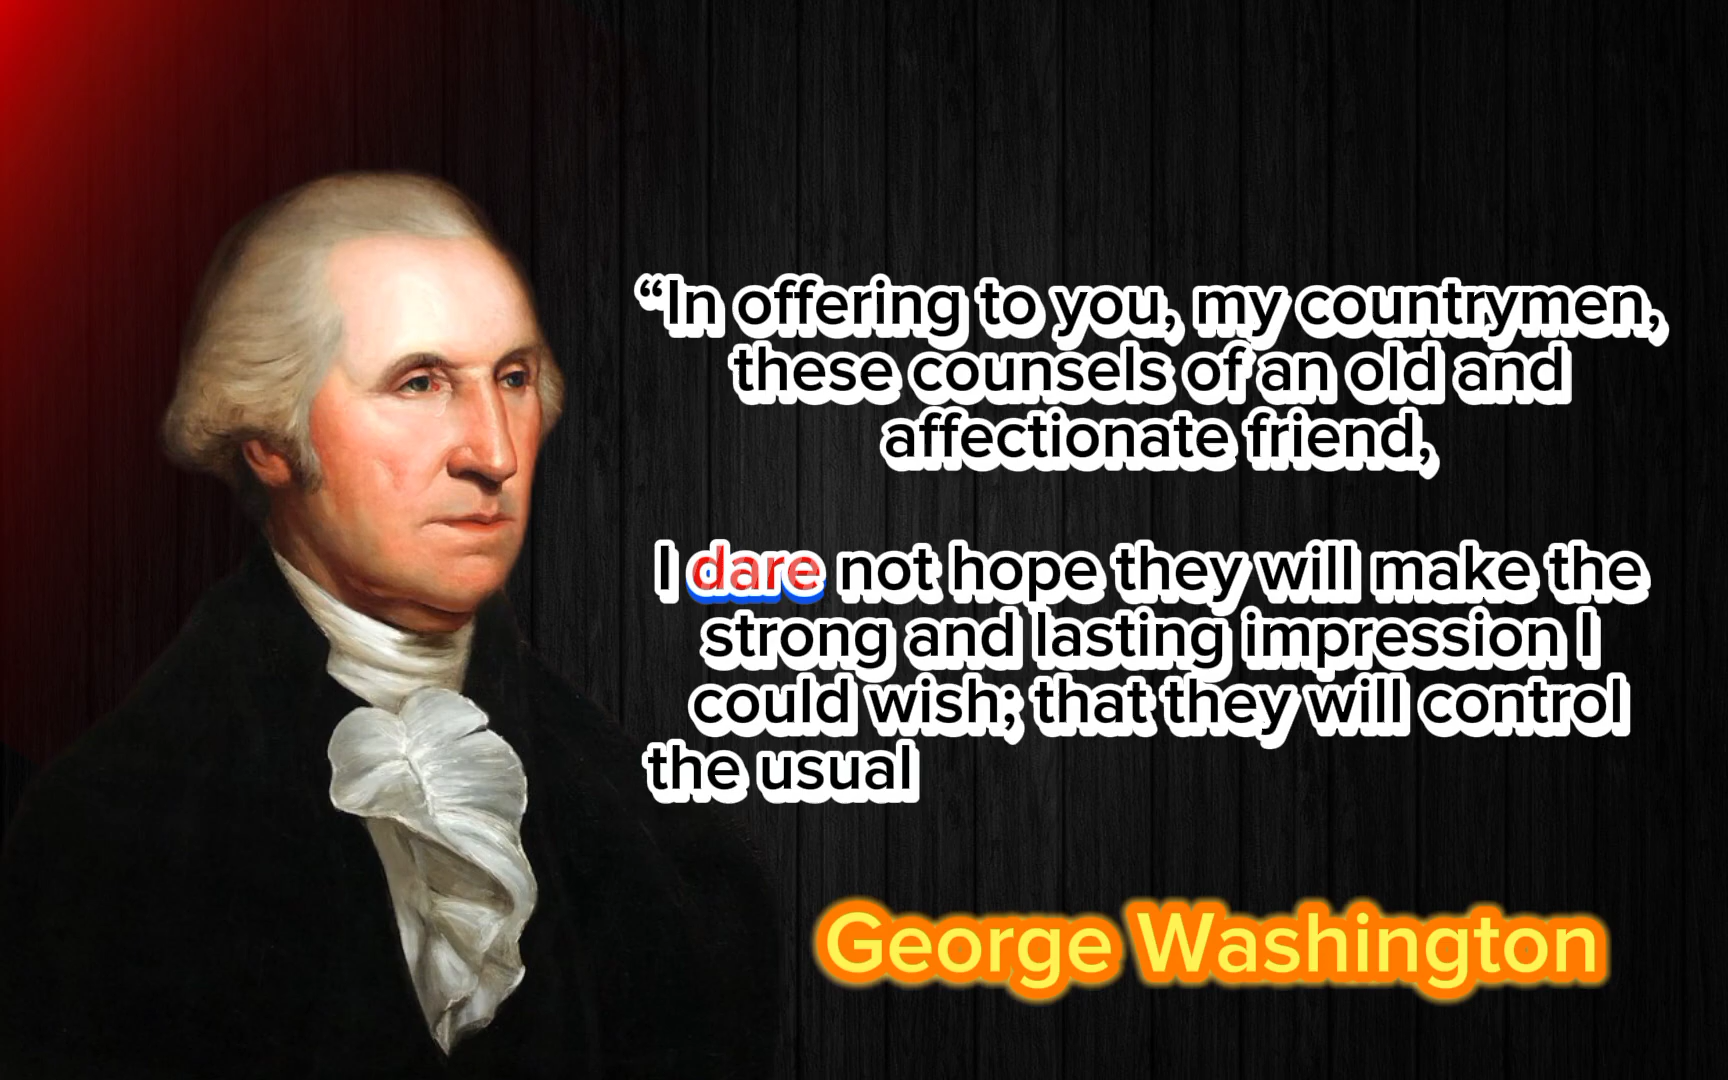 “In offering to you, my countrymen,
these counsels of an old and
affectionate friend,
I dare not hope they will make the
strong and lasting impression I
could wish; that they will control
the usual
George Washington